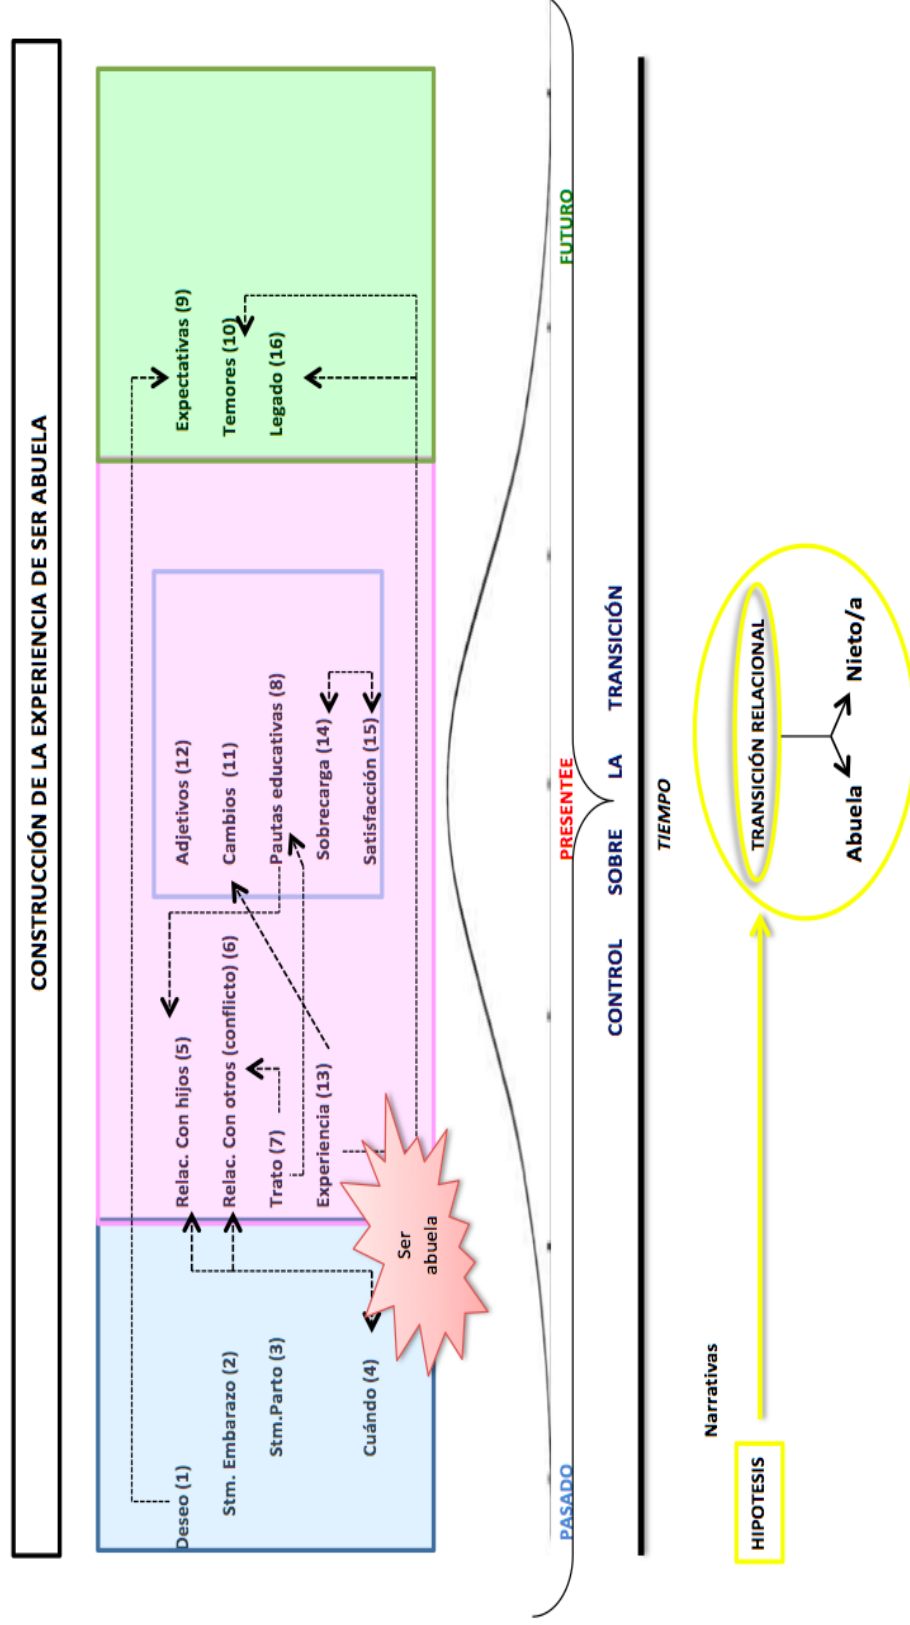 CONSTRUCCIÓN DE LA EXPERIENCIA DE SER ABUELA
Deseo (1)
Stm. Embarazo (2)
Stm.Parto (3)
Cuándo (4)
Ser
abuela
Relac. Con hijos (5)
Relac. Con otros (conflicto) (6)
Trato (7)
Experiencia (13)
Adjetivos (12)
Cambios (11)
Pautas educativas (8)
Sobrecarga (14)
Satisfacción (15)
Expectativas (9)
Temores (10)
Legado (16)
PASADO
PRESENTEE
FUTURO
CONTROL SOBRE LA TRANSICIÓN
TIEMPO
Narrativas
HIPOTESIS
TRANSICIÓN RELACIONAL
Abuela
Nieto/a